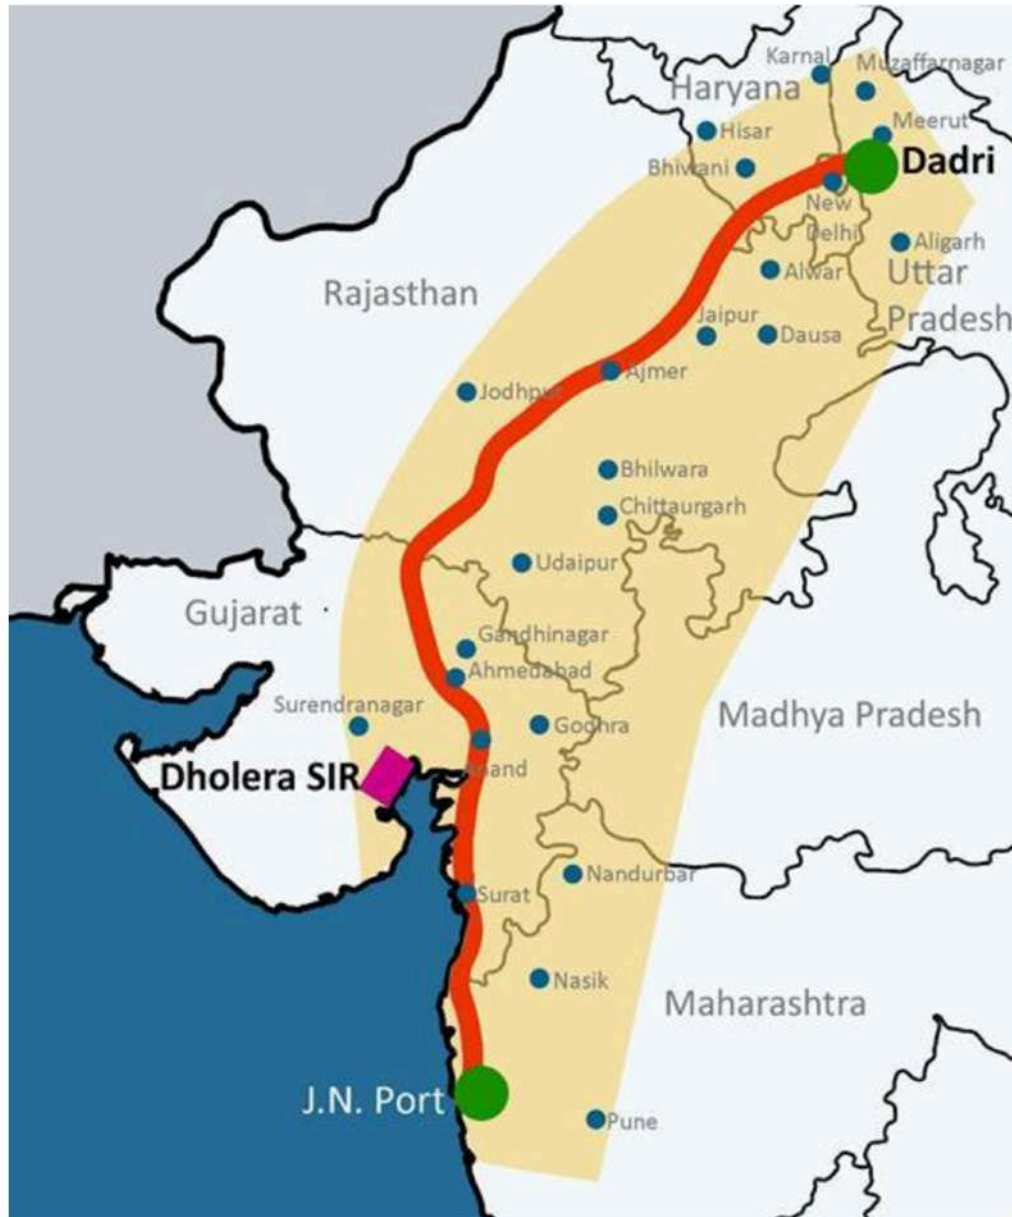 Karnal
Muzaffarnagar
Haryana
Hisar
Meerut
Bhiwani
Dadri
New
Delhi
Aligarh
Alwar
Uttar
Pradesh
Rajasthan
Jaipur
Dausa
Ajmer
Jodhpur
Bhilwara
Chittaurgarh
Udaipur
Gujarat
Gandhinagar
Ahmedabad
Surendranagar
Godhra
Madhya Pradesh
Dholera SIR
Anand
Nandurbar
Surat
Nasik
Maharashtra
J.N. Port
Pune